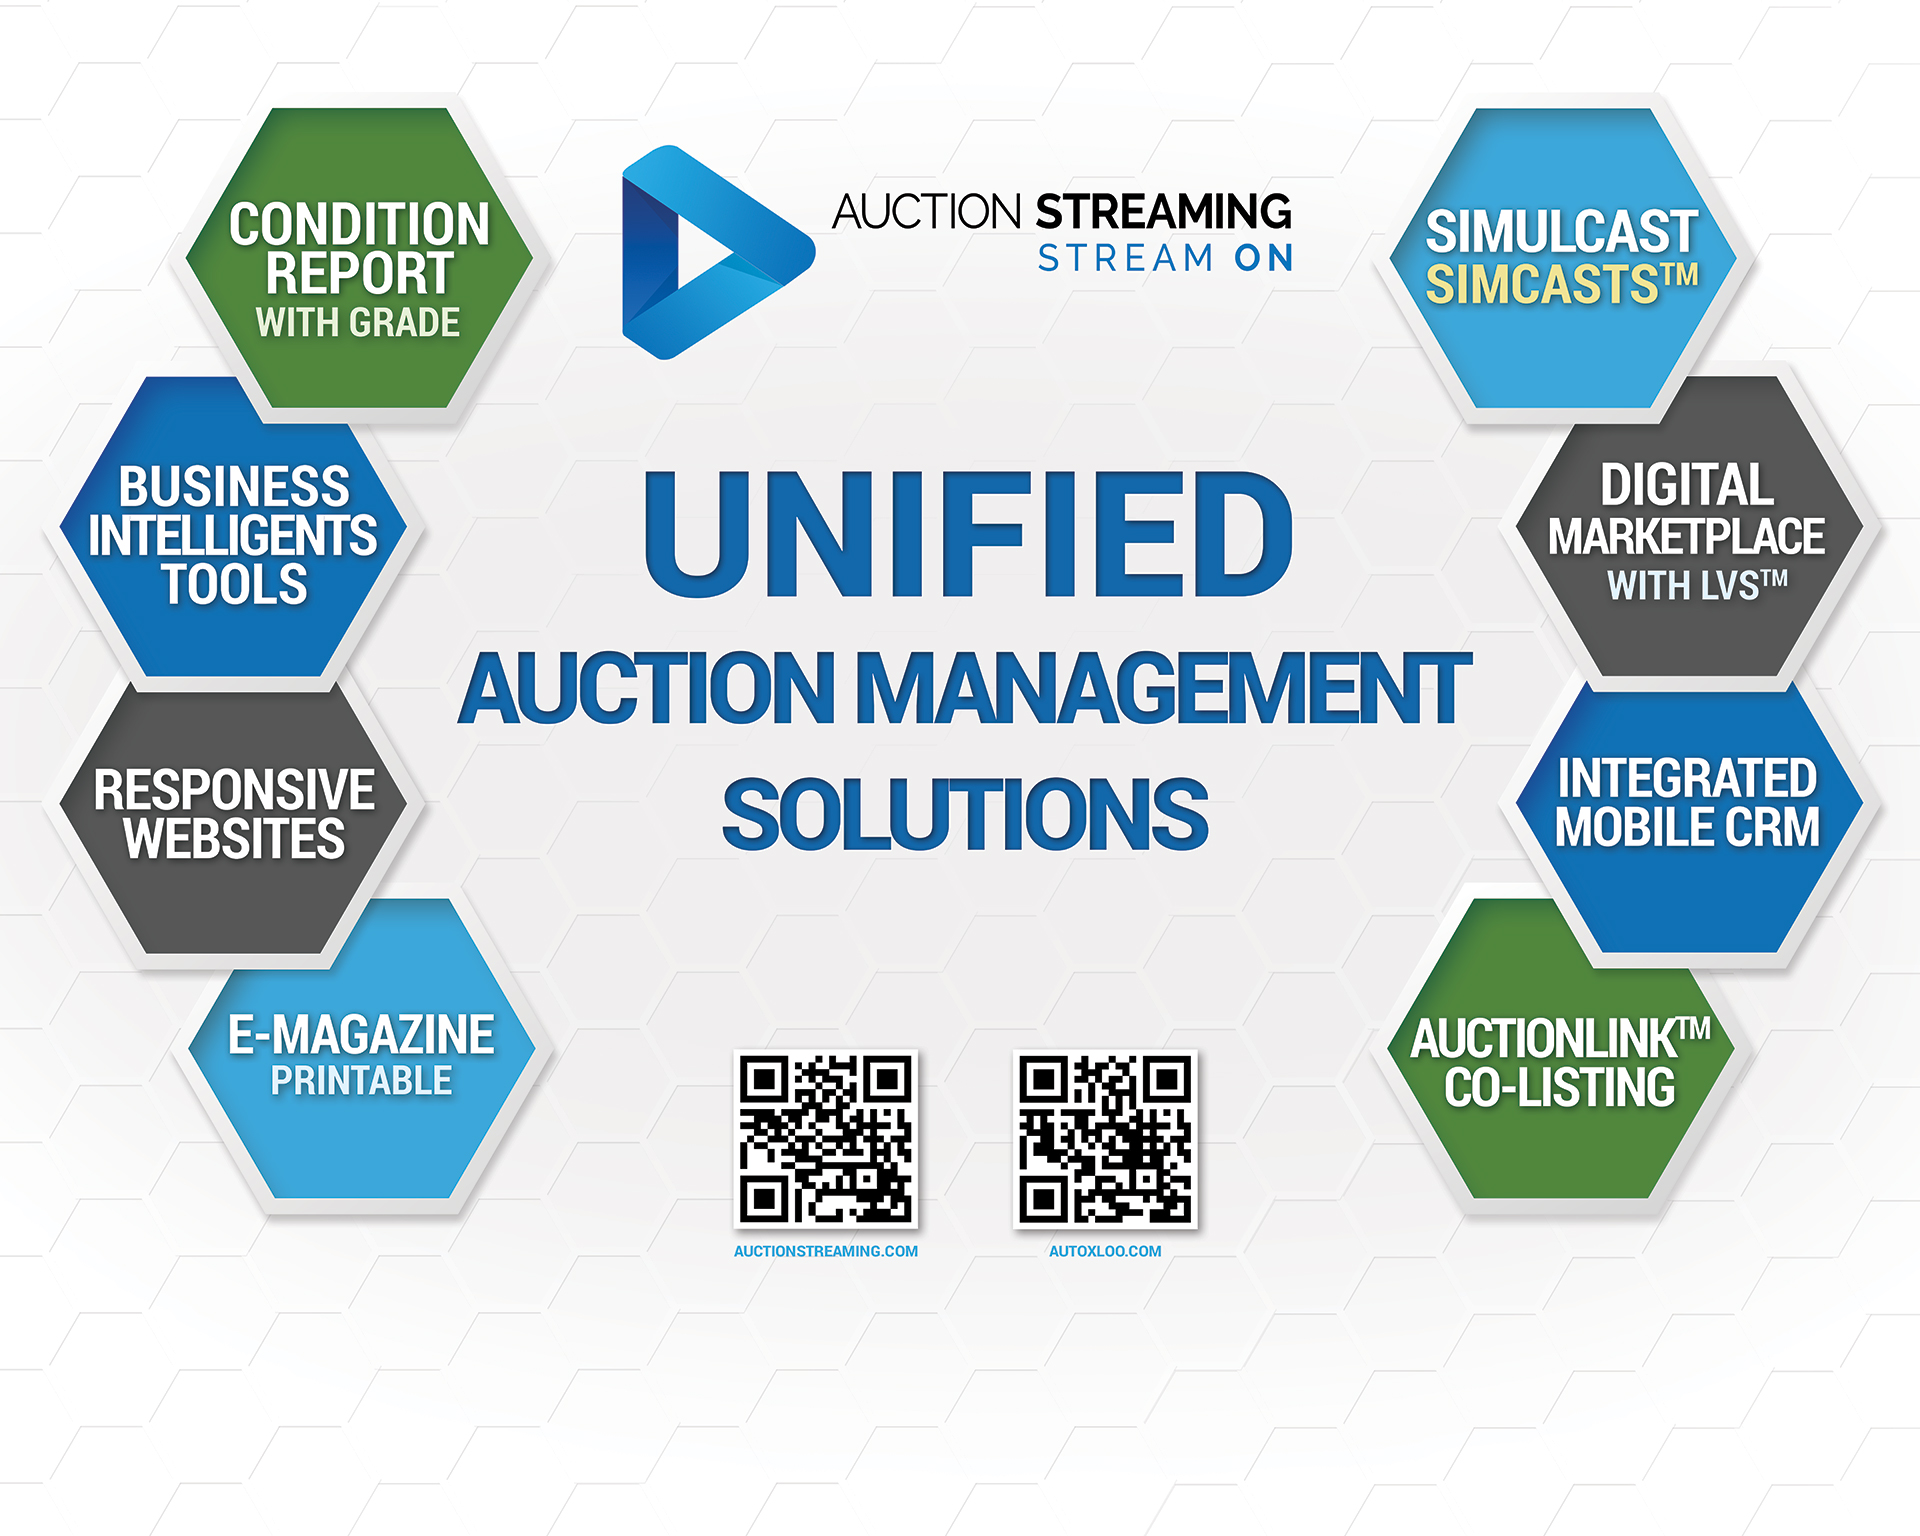 AUCTION STREAMING
STREAM ON
CONDITION
REPORT
WITH GRADE
BUSINESS
INTELLIGENTS
TOOLS
RESPONSIVE
WEBSITES
E-MAGAZINE
PRINTABLE
UNIFIED
AUCTION MANAGEMENT
SOLUTIONS
SIMULCAST
SIMCASTS™
DIGITAL
MARKETPLACE
WITH LVS™
INTEGRATED
MOBILE CRM
AUCTIONLINK™
CO-LISTING
AUCTIONSTREAMING.COM
AUTOXLOO.COM